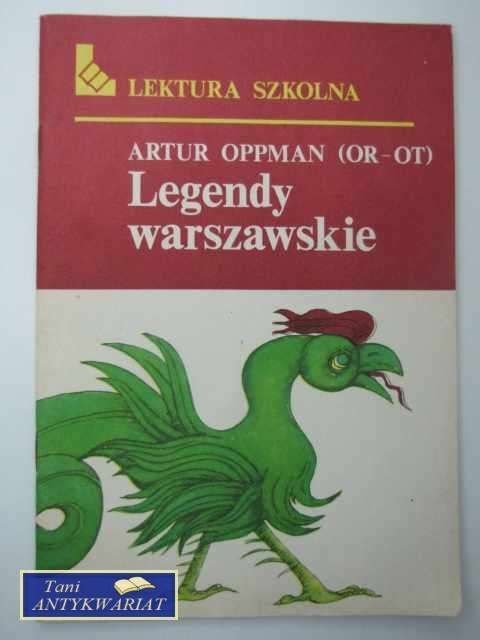 LEKTURA SZKOLNA
ARTUR OPPMAN (OR-OT)
Legendy
warszawskie
Tani
ANTYKWARIAT